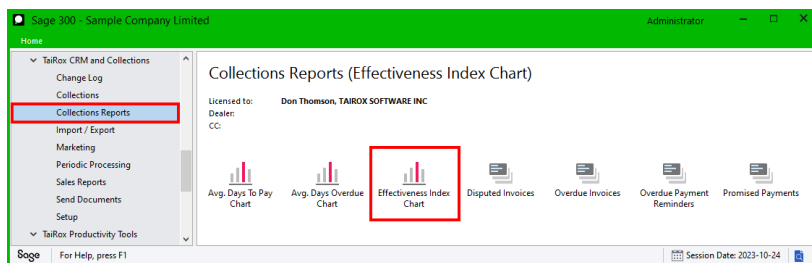 Sage 300 - Sample Company Limited
Administrator
Home
TaiRox CRM and Collections
Change Log
Collections
Collections Reports
Import / Export
Marketing
Periodic Processing
Sales Reports
Send Documents
Setup
TaiRox Productivity Tools
Collections Reports (Effectiveness Index Chart)
Licensed to: Don Thomson, TAIROX SOFTWARE INC
Dealer:
CC:
Avg. Days To Pay
Chart
Avg. Days Overdue
Chart
Effectiveness Index
Chart
Disputed Invoices
Overdue Invoices
Overdue Payment
Reminders
Promised Payments
Sage
For Help, press F1
Session Date: 2023-10-24